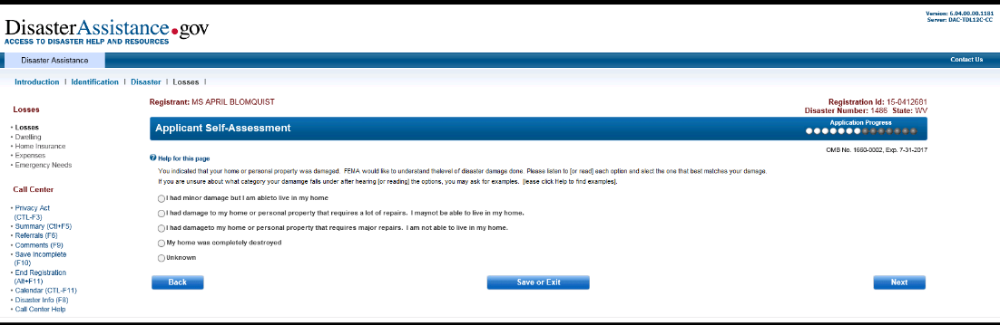 Version: 6.04.00.00.1181
Server: DAC-TDL12C-CC
DisasterAssistance.gov
ACCESS TO DISASTER HELP AND RESOURCES
Disaster Assistance
Contact Us
Introduction | Identification | Disaster | Losses |
Registrant: MS APRIL BLOMQUIST
Registration Id: 15-0412681
Disaster Number: 1486 State: WV
Losses
Applicant Self-Assessment
Application Progress
• Losses
• Dwelling
• Home Insurance
• Expenses
• Emergency Needs
OMB No. 1660-0002, Exp. 7-31-2017
? Help for this page
You indicated that your home or personal property was damaged. FEMA would like to understand thelevel of disaster damage done. Please listen to [or read] each option and slect the one that best matches your damage.
If you are unsure about what category your damamge falls under after hearing [or reading] the options, you may ask for examples. [lease click Help to find examples].
I had minor damage but I am ableto live in my home
I had damage to my home or personal property that requires a lot of repairs. I maynot be able to live in my home.
I had damageto my home or personal property that requires major repairs. I am not able to live in my home.
My home was completely destroyed
Unknown
Call Center
• Privacy Act
(CTL-F3)
• Summary (Ctl+F5)
• Referrals (F6)
• Comments (F9)
• Save Incomplete
(F10)
• End Registration
(Alt+F11)
• Calendar (CTL-F11)
• Disaster Info (F8)
• Call Center Help
Back
Save or Exit
Next